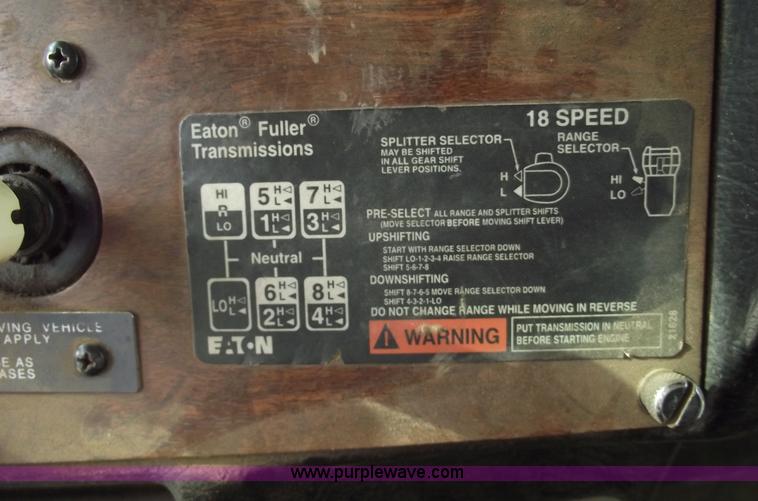 Eaton® Fuller®
Transmissions
18 SPEED
SPLITTER SELECTOR
MAY BE SHIFTED
IN ALL GEAR SHIFT
LEVER POSITIONS.
H
L
RANGE
SELECTOR
HI
LO
HI
R
LO
5 H L
1 H L
7 H L
3 H L
Neutral
LO H L
6 H L
2 H L
8 H L
4 H L
PRE-SELECT ALL RANGE AND SPLITTER SHIFTS
(MOVE SELECTOR BEFORE MOVING SHIFT LEVER)
UPSHIFTING
START WITH RANGE SELECTOR DOWN
SHIFT LO-1-2-3-4 RAISE RANGE SELECTOR
SHIFT 5-6-7-8
DOWNSHIFTING
SHIFT 8-7-6-5 MOVE RANGE SELECTOR DOWN
SHIFT 4-3-2-1-LO
DO NOT CHANGE RANGE WHILE MOVING IN REVERSE
WARNING
PUT TRANSMISSION IN NEUTRAL
BEFORE STARTING ENGINE
21628
EATON
VING VEHICLE
APPLY
E AS
ASES
www.purplewave.com